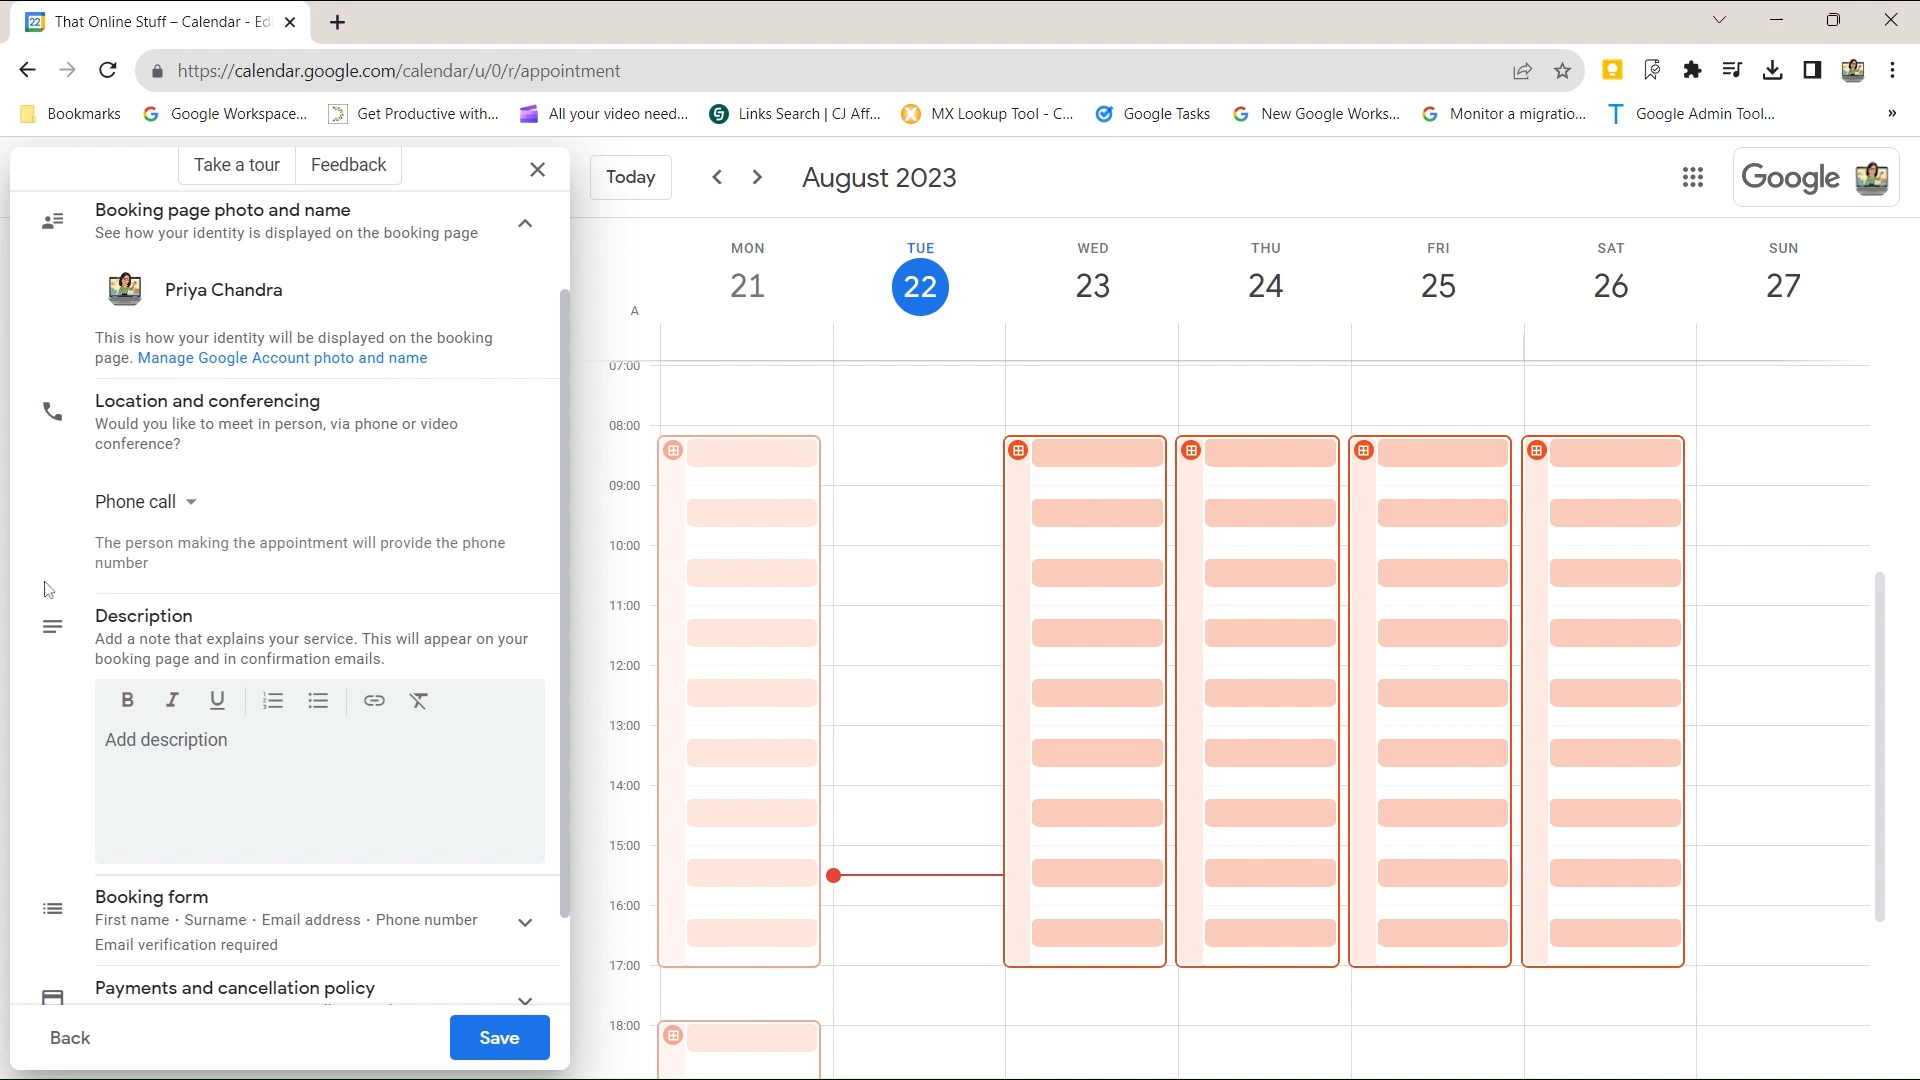 That Online Stuff – Calendar - Edi
https://calendar.google.com/calendar/u/0/r/appointment
Bookmarks
Google Workspace...
Get Productive with...
All your video need...
Links Search | CJ Aff...
MX Lookup Tool - C...
Google Tasks
New Google Works...
Monitor a migratio...
Google Admin Tool...
»
Take a tour
Feedback
Today
August 2023
Google
Booking page photo and name
See how your identity is displayed on the booking page
Priya Chandra
This is how your identity will be displayed on the booking
page. Manage Google Account photo and name
Location and conferencing
Would you like to meet in person, via phone or video
conference?
Phone call
The person making the appointment will provide the phone
number
Description
Add a note that explains your service. This will appear on your
booking page and in confirmation emails.
B I U
Add description
Booking form
First name · Surname · Email address · Phone number
Email verification required
Payments and cancellation policy
Back
Save
MON
21
TUE
22
WED
23
THU
24
FRI
25
SAT
26
SUN
27
A
07:00
08:00
09:00
10:00
11:00
12:00
13:00
14:00
15:00
16:00
17:00
18:00